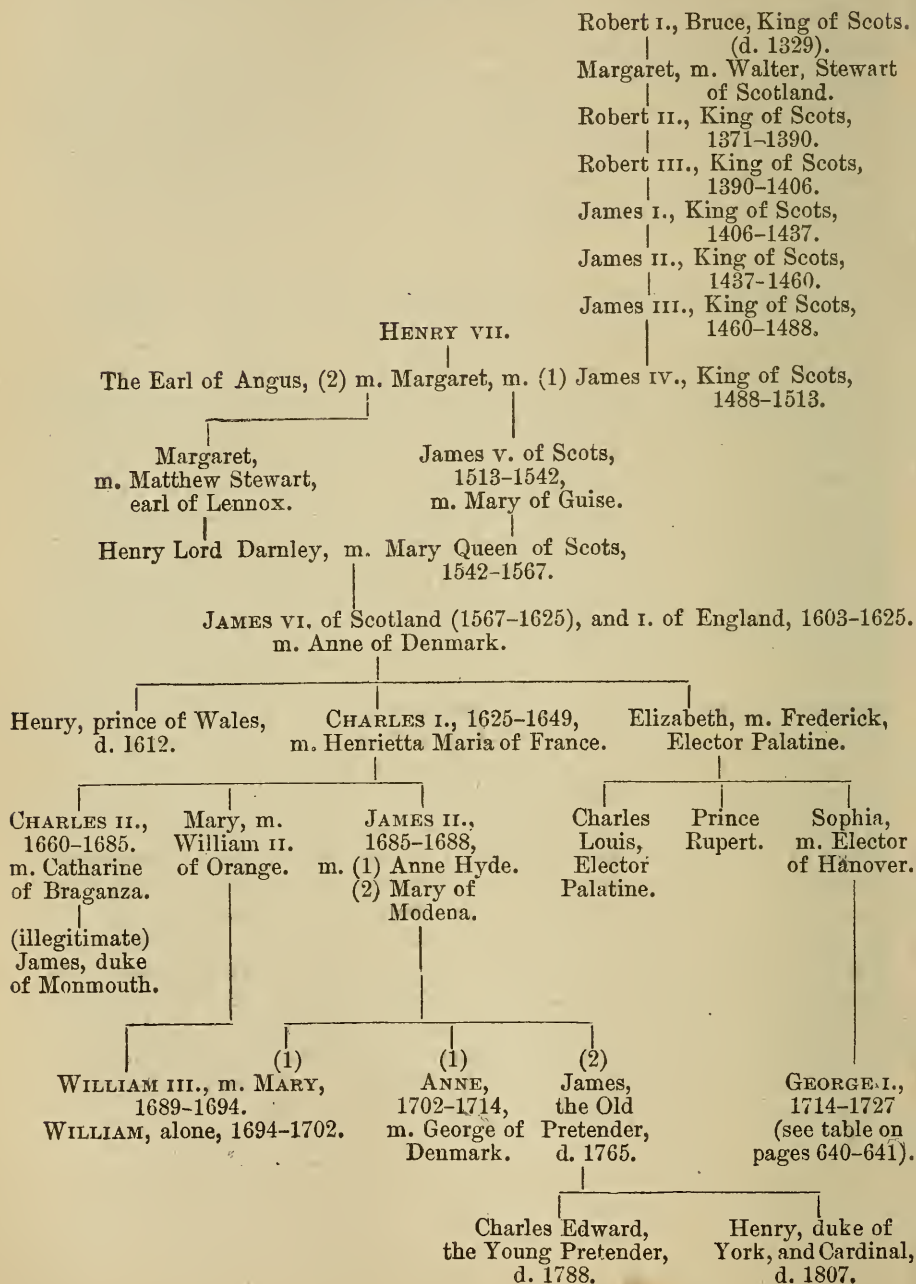 Robert I., Bruce, King of Scots.
(d. 1329).
Margaret, m. Walter, Stewart
of Scotland.
Robert II., King of Scots,
1371–1390.
Robert III., King of Scots,
1390–1406.
James I., King of Scots,
1406–1437.
James II., King of Scots,
1437–1460.
James III., King of Scots,
1460–1488.
HENRY VII.
The Earl of Angus, (2) m. Margaret, m. (1) James IV., King of Scots,
1488–1513.
Margaret,
m. Matthew Stewart,
earl of Lennox.
James V. of Scots,
1513–1542,
m. Mary of Guise.
Henry Lord Darnley, m. Mary Queen of Scots,
1542–1567.
JAMES VI. of Scotland (1567–1625), and I. of England, 1603–1625.
m. Anne of Denmark.
Henry, prince of Wales,
d. 1612.
CHARLES I., 1625–1649,
m. Henrietta Maria of France.
Elizabeth, m. Frederick,
Elector Palatine.
CHARLES II.,
1660–1685.
m. Catharine
of Braganza.
(illegitimate)
James, duke
of Monmouth.
Mary, m.
William II.
of Orange.
JAMES II.,
1685–1688,
m. (1) Anne Hyde.
(2) Mary of
Modena.
Charles
Louis,
Elector
Palatine.
Prince
Rupert.
Sophia,
m. Elector
of Hanover.
(1)
WILLIAM III., m. MARY,
1689–1694.
WILLIAM, alone, 1694–1702.
(1)
ANNE,
1702–1714,
m. George of
Denmark.
(2)
James,
the Old
Pretender,
d. 1765.
GEORGE I.,
1714–1727
(see table on
pages 640–641).
Charles Edward,
the Young Pretender,
d. 1788.
Henry, duke of
York, and Cardinal,
d. 1807.